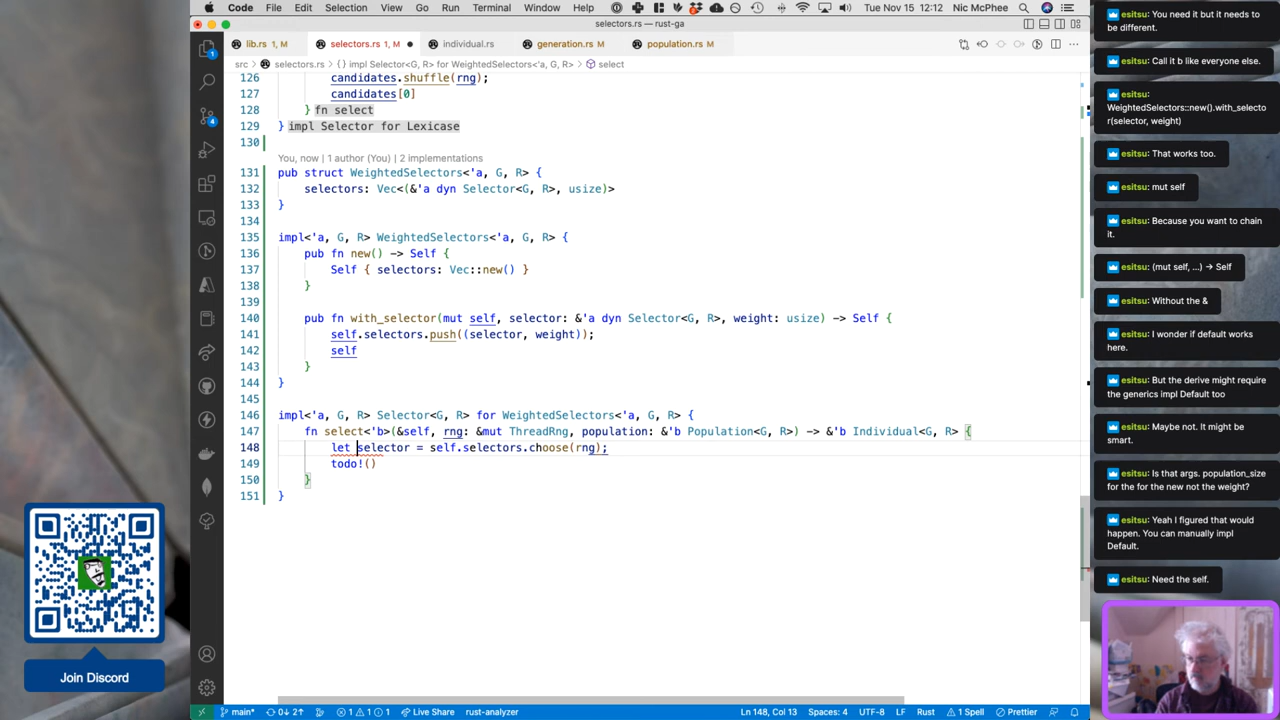 Code File Edit Selection View Go Run Terminal Window Help Tue Nov 15 12:12 Nic McPhee
selectors.rs — rust-ga
lib.rs 1, M selectors.rs 1, M individual.rs generation.rs M population.rs M
src > selectors.rs > {} impl Selector<G, R> for WeightedSelectors<'a, G, R> > select
126 candidates.shuffle(rng);
127 candidates[0]
128 } fn select
129 } impl Selector for Lexicase
130
You, now | 1 author (You) | 2 implementations
131 pub struct WeightedSelectors<'a, G, R> {
132 selectors: Vec<(&'a dyn Selector<G, R>, usize)>
133 }
134
135 impl<'a, G, R> WeightedSelectors<'a, G, R> {
136 pub fn new() -> Self {
137 Self { selectors: Vec::new() }
138 }
139
140 pub fn with_selector(mut self, selector: &'a dyn Selector<G, R>, weight: usize) -> Self {
141 self.selectors.push((selector, weight));
142 self
143 }
144 }
145
146 impl<'a, G, R> Selector<G, R> for WeightedSelectors<'a, G, R> {
147 fn select<'b>(&self, rng: &mut ThreadRng, population: &'b Population<G, R>) -> &'b Individual<G, R> {
148 let selector = self.selectors.choose(rng);
149 todo!()
150 }
151 }
main* 0↓ 2↑ 1 1 1 Live Share rust-analyzer Ln 148, Col 13 Spaces: 4 UTF-8 LF Rust 1 Spell Prettier
Join Discord
esitsu: You need it but it needs to
be different.
esitsu: Call it b like everyone else.
esitsu:
WeightedSelectors::new().with_selecto
r(selector, weight)
esitsu: That works too.
esitsu: mut self
esitsu: Because you want to chain
it.
esitsu: (mut self, ...) → Self
esitsu: Without the &
esitsu: I wonder if default works
here.
esitsu: But the derive might require
the generics impl Default too
esitsu: Maybe not. It might be
smart.
esitsu: Is that args. population_size
for the for the new not the weight?
esitsu: Yeah I figured that would
happen. You can manually impl
Default.
esitsu: Need the self.